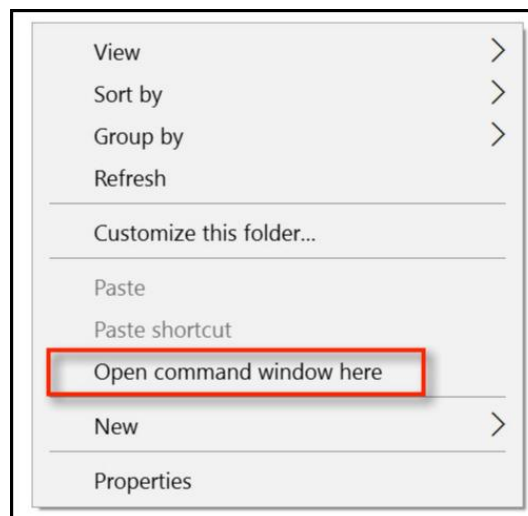 View
Sort by
Group by
Refresh
Customize this folder...
Paste
Paste shortcut
Open command window here
New
Properties